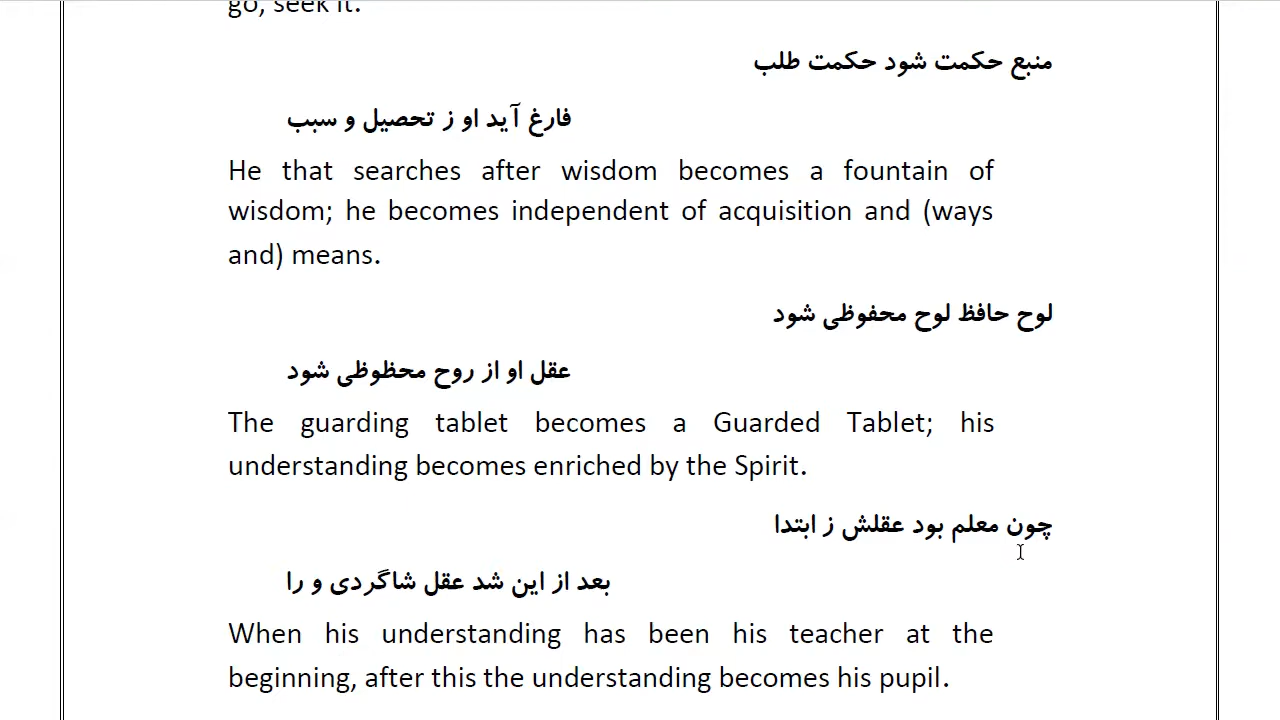 go, seek it.
منبع حکمت شود حکمت طلب
فارغ آید او ز تحصیل و سبب
He that searches after wisdom becomes a fountain of
wisdom; he becomes independent of acquisition and (ways
and) means.
لوح حافظ لوح محفوظی شود
عقل او از روح محظوظی شود
The guarding tablet becomes a Guarded Tablet; his
understanding becomes enriched by the Spirit.
چون معلم بود عقلش ز ابتدا
بعد از این شد عقل شاگردی و را
When his understanding has been his teacher at the
beginning, after this the understanding becomes his pupil.